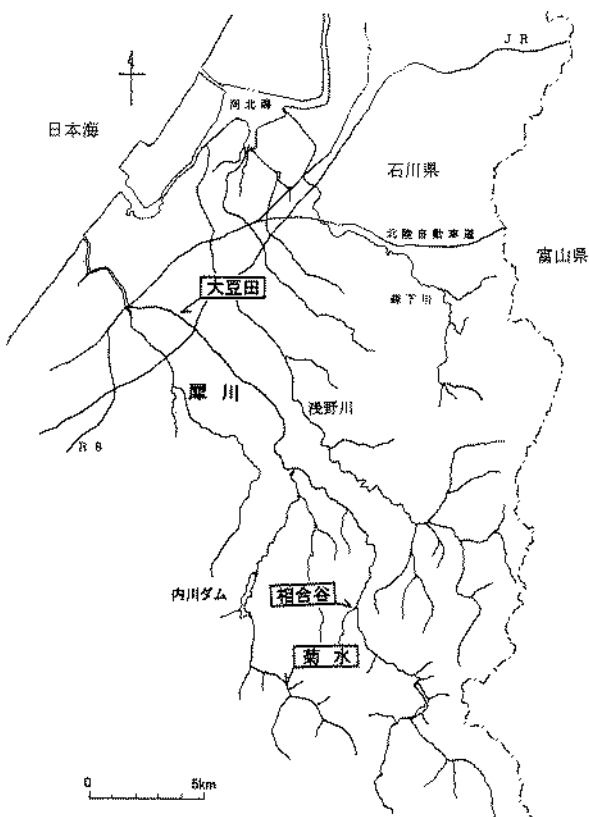 J R
4
河北潟
日本海
石川県
北陸自動車道
富山県
大豆田
森下川
犀川
浅野川
R 8
内川ダム
相合谷
菊水
0 5km